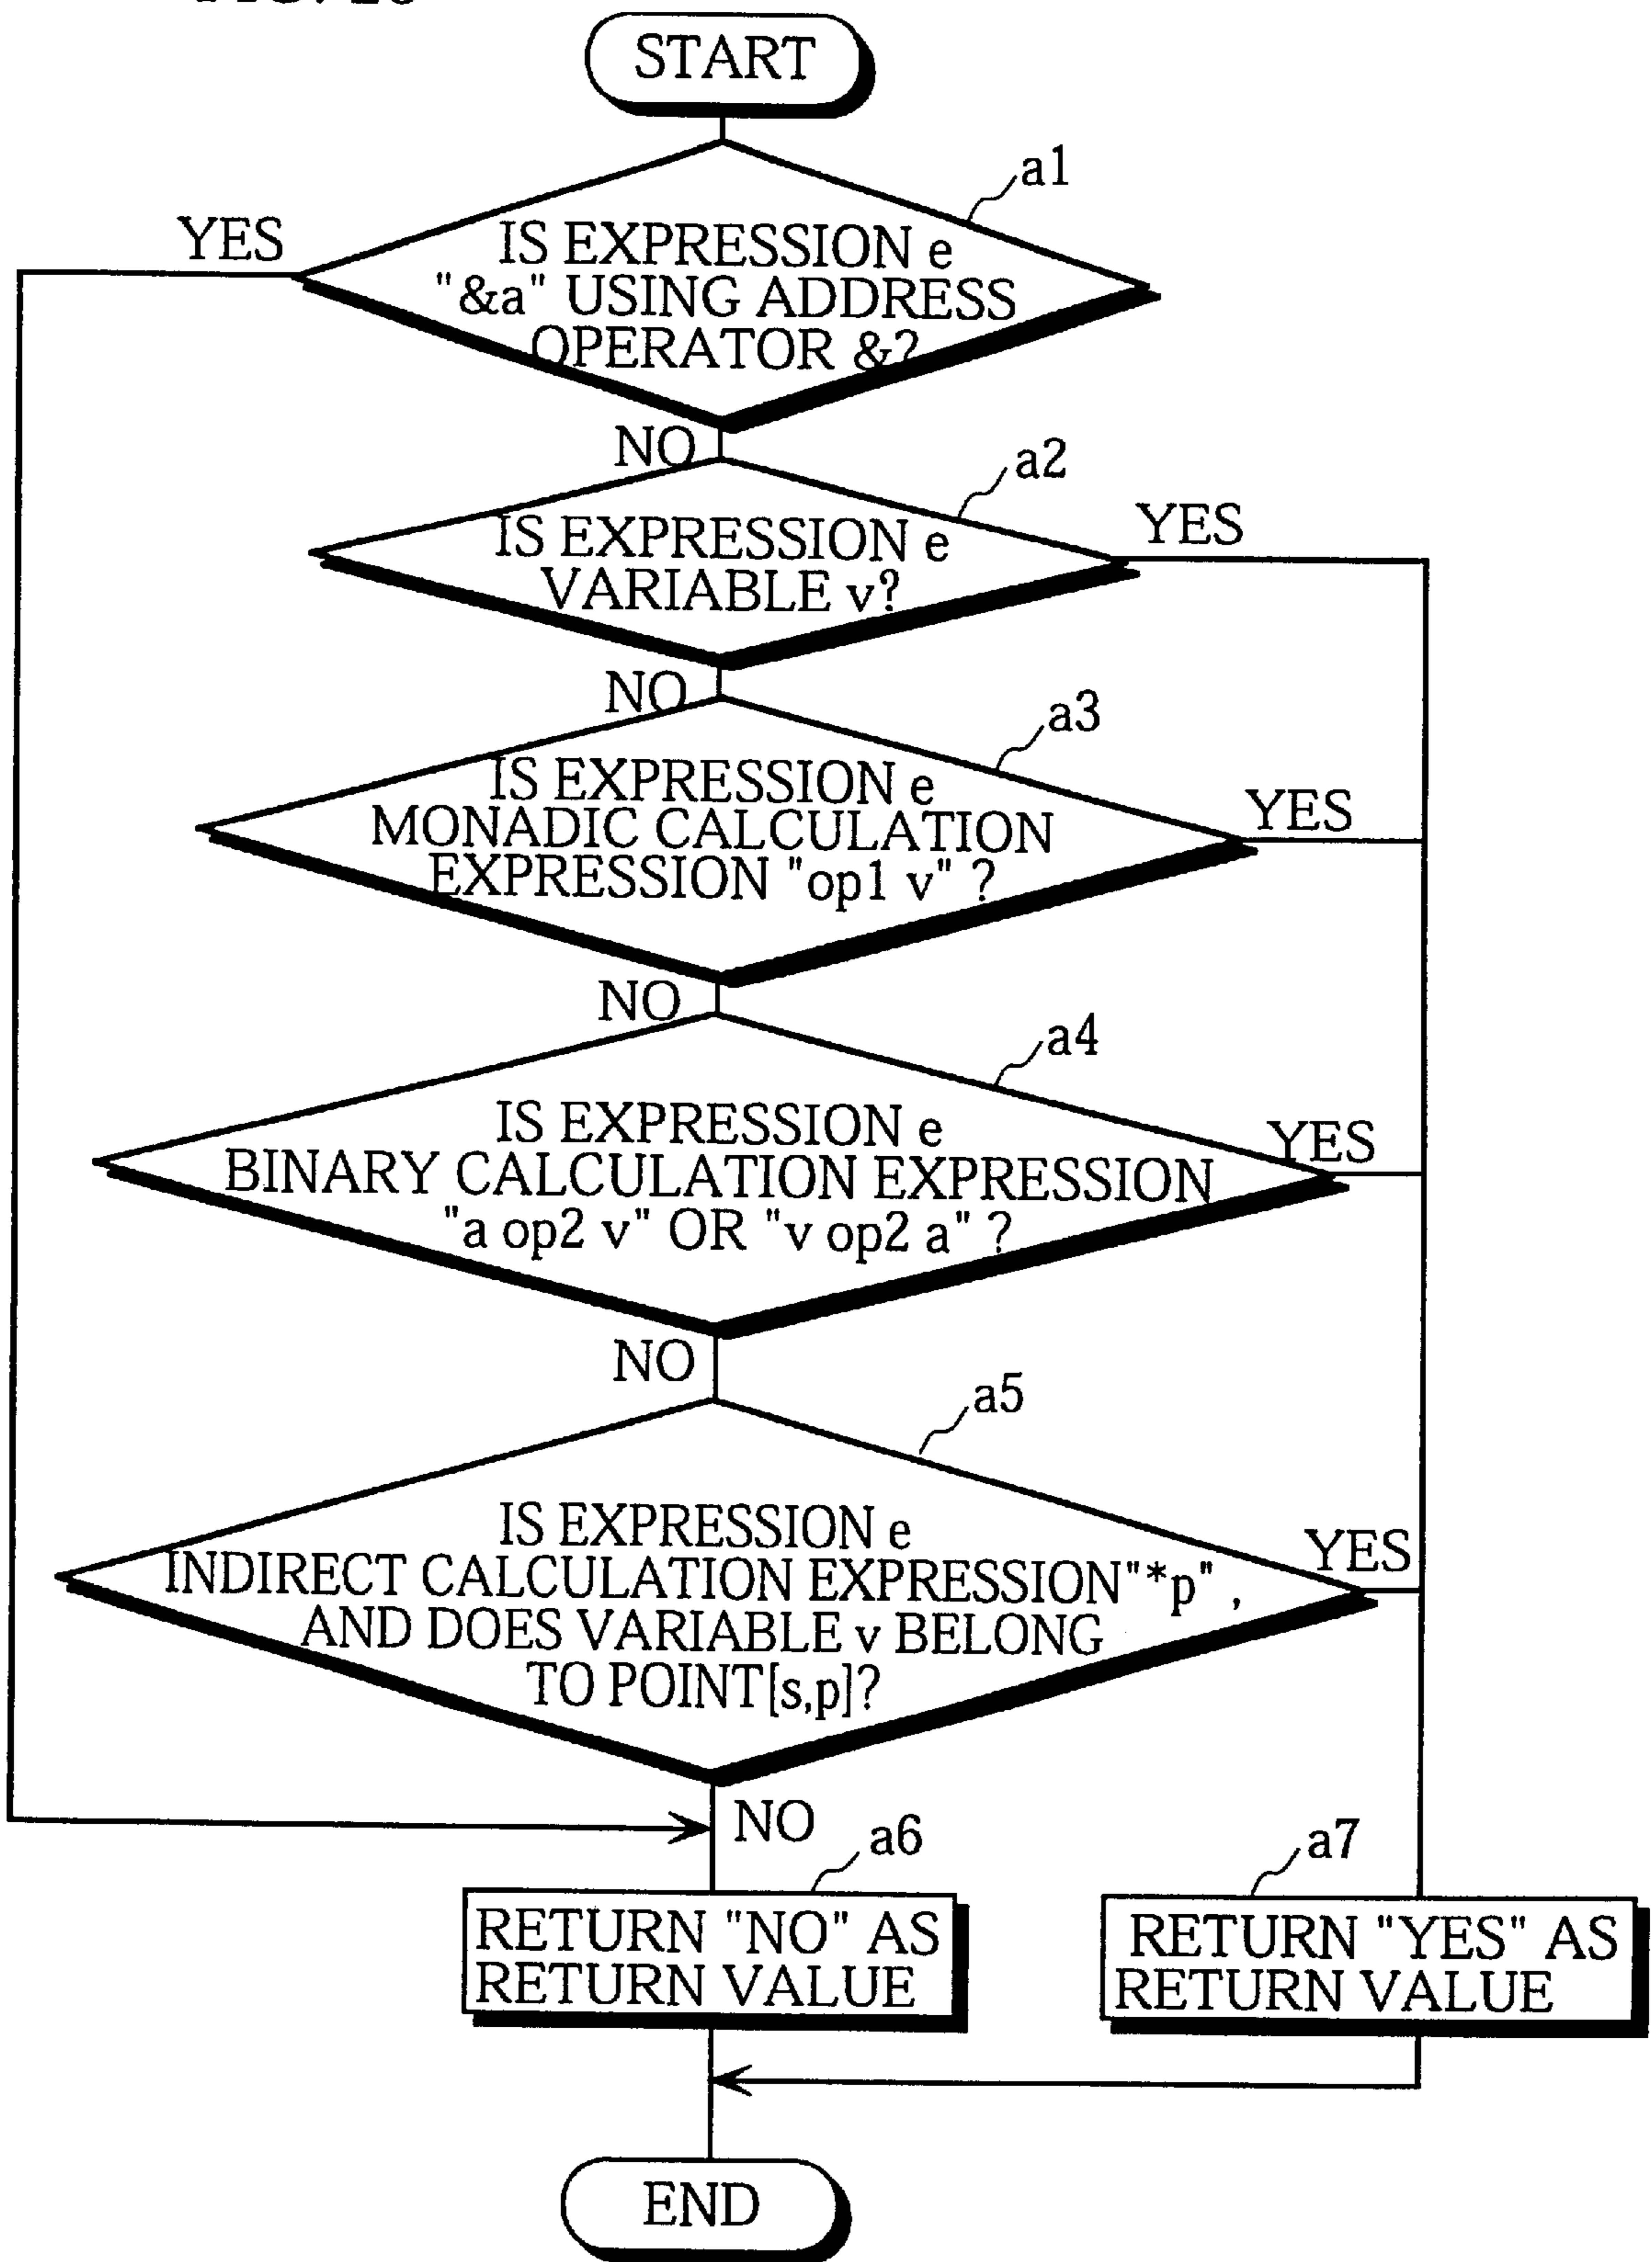 START
a1
YES
IS EXPRESSION e
"&a" USING ADDRESS
OPERATOR &?
NO
a2
YES
IS EXPRESSION e
VARIABLE v?
NO
a3
YES
IS EXPRESSION e
MONADIC CALCULATION
EXPRESSION "op1 v" ?
NO
a4
YES
IS EXPRESSION e
BINARY CALCULATION EXPRESSION
"a op2 v" OR "v op2 a" ?
NO
a5
YES
IS EXPRESSION e
INDIRECT CALCULATION EXPRESSION"*p" ,
AND DOES VARIABLE v BELONG
TO POINT[s,p]?
NO
a6
a7
RETURN "NO" AS
RETURN VALUE
RETURN "YES" AS
RETURN VALUE
END